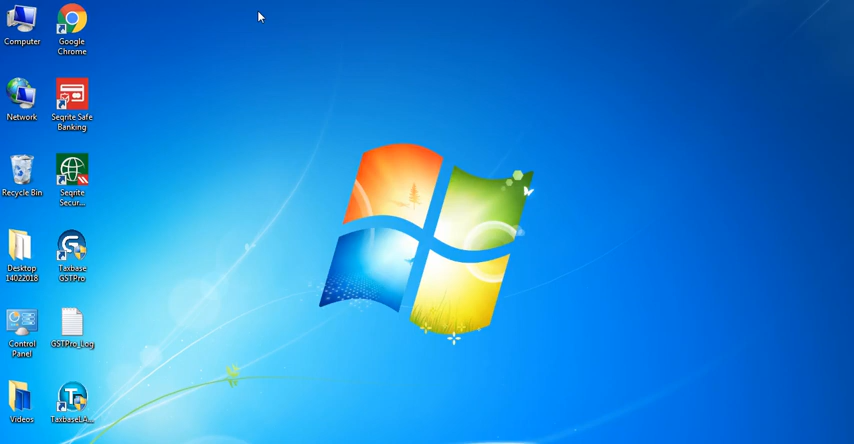 Computer
Google
Chrome
Network
Seqrite Safe
Banking
Recycle Bin
Seqrite
Secur...
Desktop
14022018
Taxbase
GSTPro
Control
Panel
GSTPro_Log
Videos
TaxbaseLA...